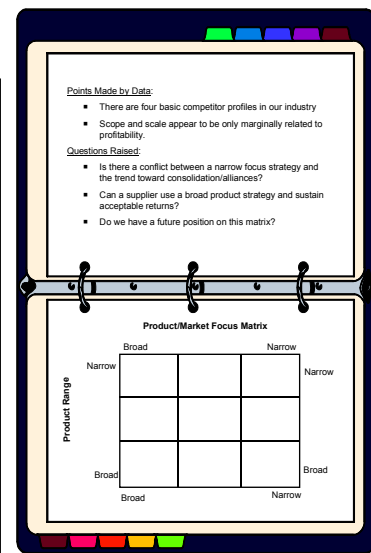 Points Made by Data:
▪ There are four basic competitor profiles in our industry
▪ Scope and scale appear to be only marginally related to
profitability.
Questions Raised:
▪ Is there a conflict between a narrow focus strategy and
the trend toward consolidation/alliances?
▪ Can a supplier use a broad product strategy and sustain
acceptable returns?
▪ Do we have a future position on this matrix?
Product/Market Focus Matrix
Broad Narrow
Narrow Narrow
Product Range
Broad Broad
Broad Narrow